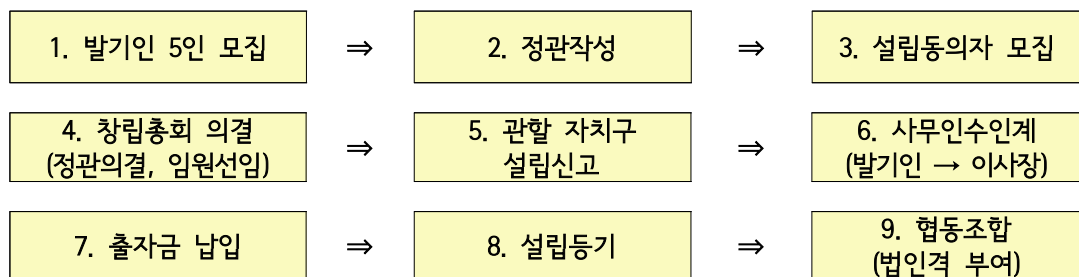 1. 발기인 5인 모집 ⇒ 2. 정관작성 ⇒ 3. 설립동의자 모집
4. 창립총회 의결
(정관의결, 임원선임) ⇒ 5. 관할 자치구
설립신고 ⇒ 6. 사무인수인계
(발기인 → 이사장)
7. 출자금 납입 ⇒ 8. 설립등기 ⇒ 9. 협동조합
(법인격 부여)